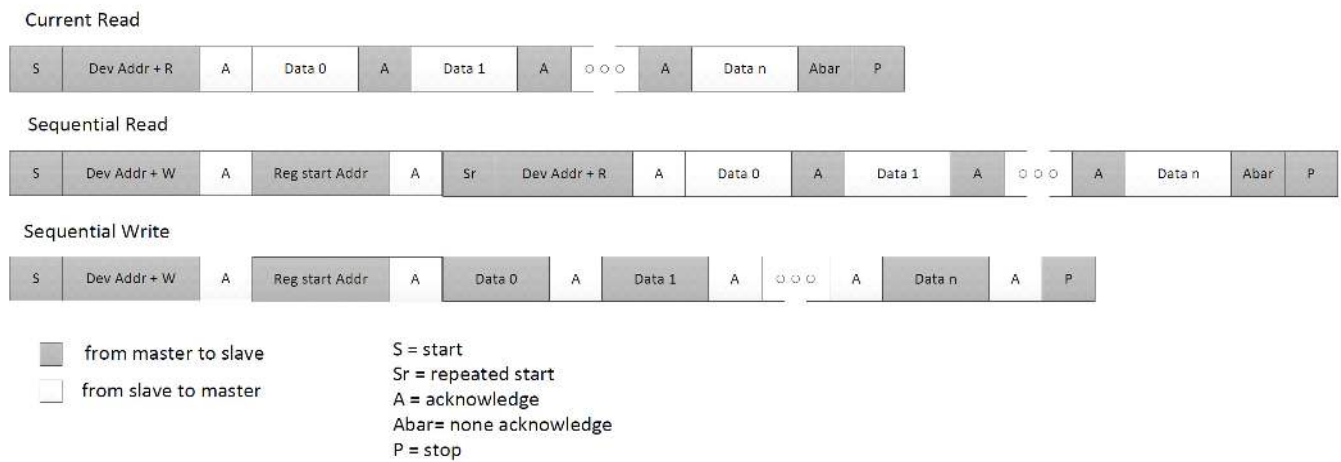 Current Read
S Dev Addr + R A Data 0 A Data 1 A ○ ○ ○ A Data n Abar P
Sequential Read
S Dev Addr + W A Reg start Addr A Sr Dev Addr + R A Data 0 A Data 1 A ○ ○ ○ A Data n Abar P
Sequential Write
S Dev Addr + W A Reg start Addr A Data 0 A Data 1 A ○ ○ ○ A Data n A P
from master to slave
from slave to master
S = start
Sr = repeated start
A = acknowledge
Abar= none acknowledge
P = stop